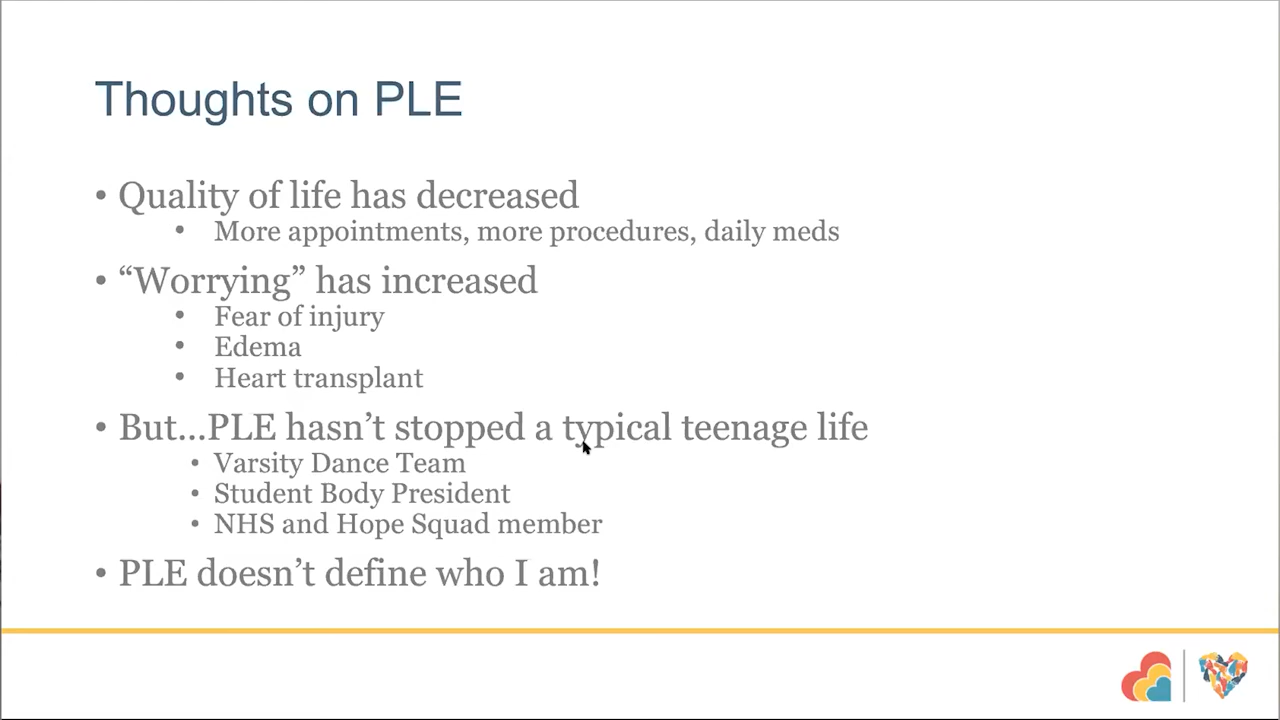 Thoughts on PLE
• Quality of life has decreased
• More appointments, more procedures, daily meds
• “Worrying” has increased
• Fear of injury
• Edema
• Heart transplant
• But...PLE hasn’t stopped a typical teenage life
• Varsity Dance Team
• Student Body President
• NHS and Hope Squad member
• PLE doesn’t define who I am!